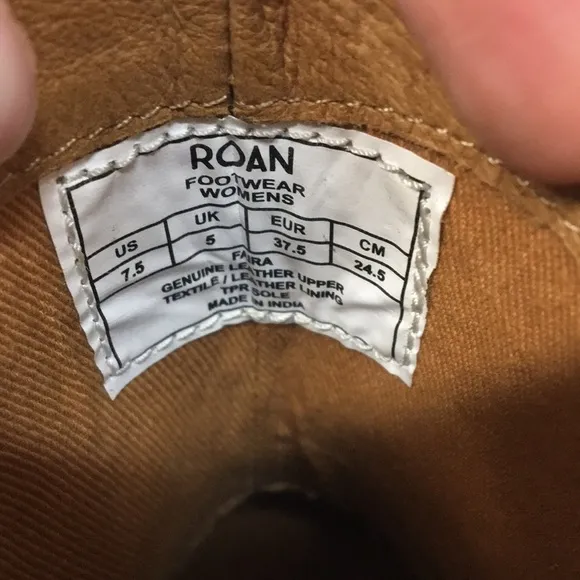 ROAN
FOOTWEAR
WOMENS
US UK EUR CM
7.5 5 37.5 24.5
GENUINE LEATHER UPPER
TEXTILE/ LEATHER LINING
TPR SOLE
MADE IN INDIA